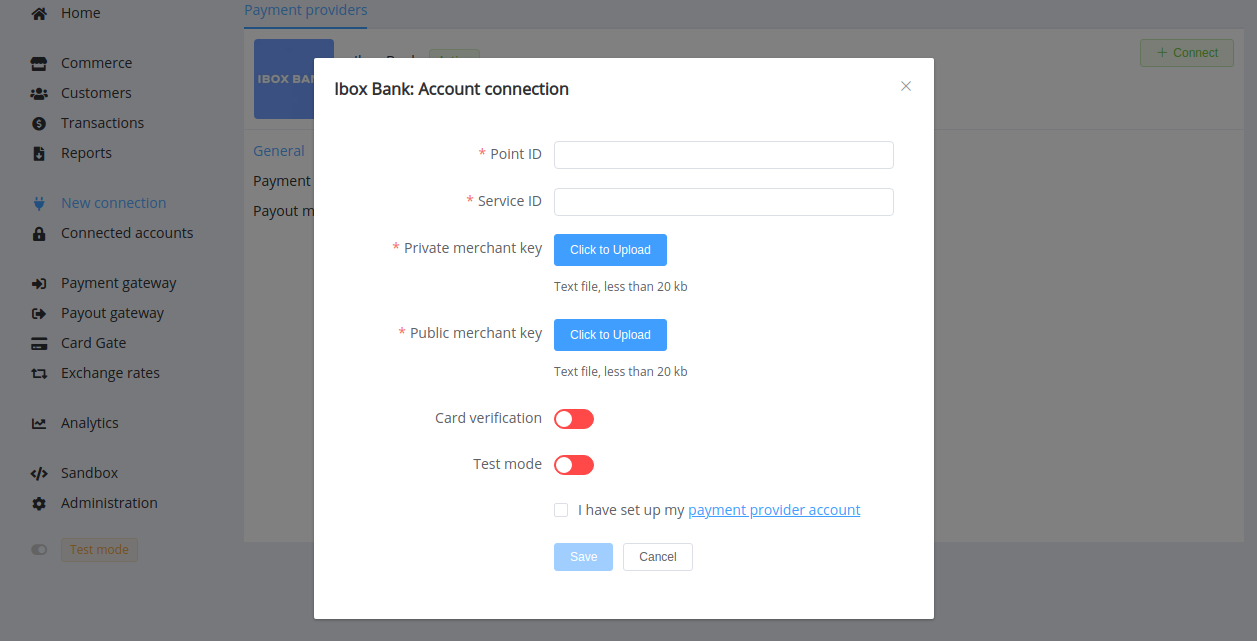 Home
Commerce
Customers
Transactions
Reports
New connection
Connected accounts
Payment gateway
Payout gateway
Card Gate
Exchange rates
Analytics
Sandbox
Administration
Test mode
Payment providers
IBOX BAN
Connect
General
Payment
Payout m
Ibox Bank: Account connection
* Point ID
* Service ID
* Private merchant key Click to Upload
Text file, less than 20 kb
* Public merchant key Click to Upload
Text file, less than 20 kb
Card verification
Test mode
I have set up my payment provider account
Save Cancel